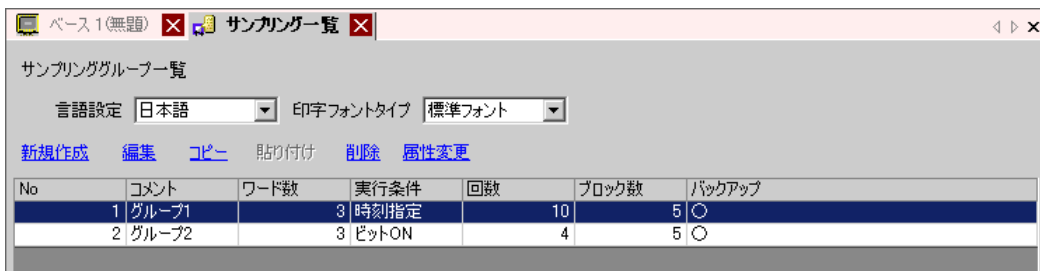 ベース1(無題) サンプリング一覧
サンプリンググループ一覧
言語設定 日本語 印字フォントタイプ 標準フォント
新規作成 編集 コピー 貼り付け 削除 属性変更
No コメント ワード数 実行条件 回数 ブロック数 バックアップ
1 グループ1 3 時刻指定 10 5 ○
2 グループ2 3 ビットON 4 5 ○